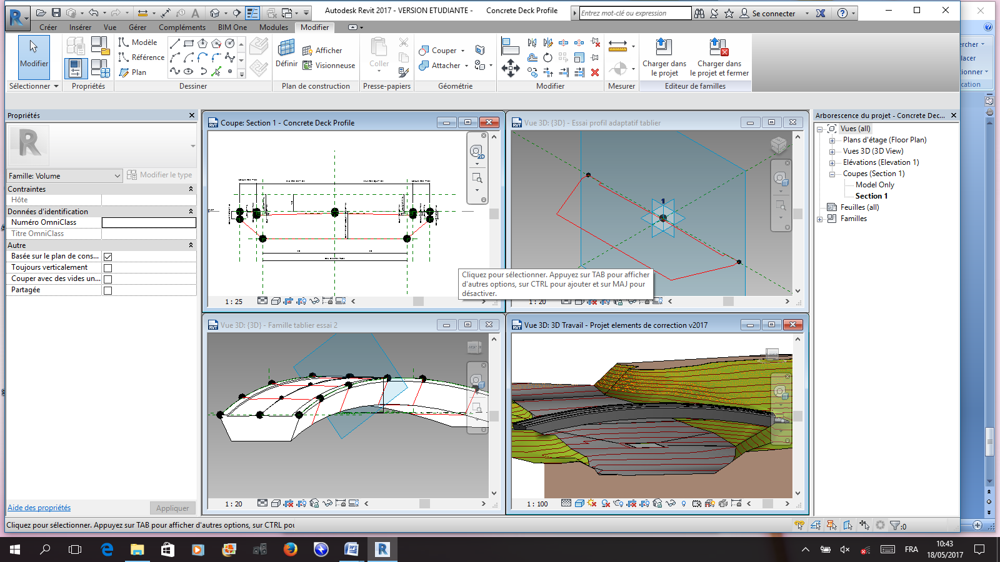 Autodesk Revit 2017 - VERSION ETUDIANTE - Concrete Deck Profile
Entrez mot-clé ou expression
Se connecter
Créer Insérer Vue Gérer Compléments BIM One Modules Modifier
Modifier
Sélectionner
Propriétés
Modèle
Référence
Plan
Dessiner
Définir
Afficher
Visionneuse
Plan de construction
Coller
Presse-papiers
Couper
Attacher
Géométrie
Modifier
Mesurer
Charger dans
le projet
Charger dans
le projet et fermer
Editeur de familles
Propriétés
Famille: Volume
Modifier le type
Contraintes
Hôte
Données d'identification
Numéro OmniClass
Titre OmniClass
Autre
Basée sur le plan de cons...
Toujours verticalement
Couper avec des vides un...
Partagée
Aide des propriétés
Appliquer
Coupe: Section 1 - Concrete Deck Profile
2D
1 : 25
Vue 3D: {3D} - Essai profil adaptatif tablier
1
1 : 20
Cliquez pour sélectionner. Appuyez sur TAB pour afficher
d'autres options, sur CTRL pour ajouter et sur MAJ pour
désactiver.
Vue 3D: {3D} - Famille tablier essai 2
1 : 20
Vue 3D: 3D Travail - Projet elements de correction v2017
1 : 100
Arborescence du projet - Concrete Dec...
Vues (all)
Plans d'étage (Floor Plan)
Vues 3D (3D View)
Elévations (Elevation 1)
Coupes (Section 1)
Model Only
Section 1
Feuilles (all)
Familles
Cliquez pour sélectionner. Appuyez sur TAB pour afficher d'autres options, sur CTRL pou
:0
FRA
10:43
18/05/2017